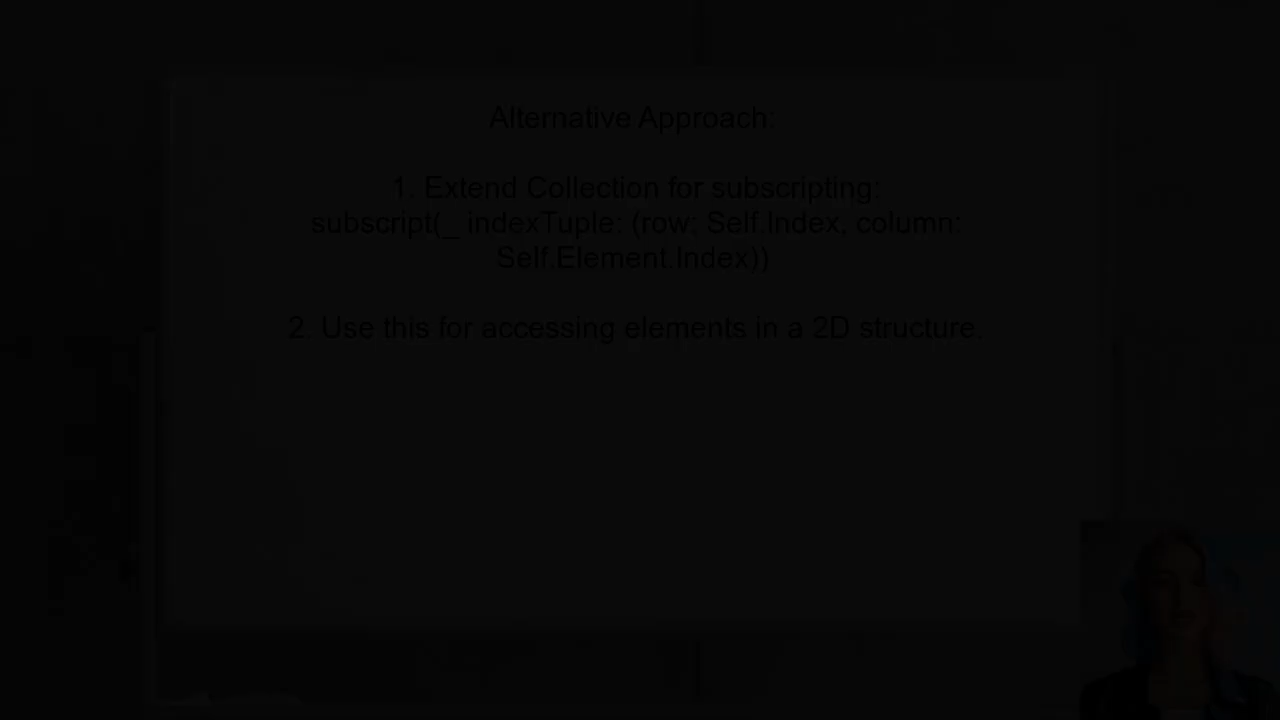 Alternative Approach:
1. Extend Collection for subscripting:
subscript(_ indexTuple: (row: Self.Index, column:
Self.Element.Index))
2. Use this for accessing elements in a 2D structure.